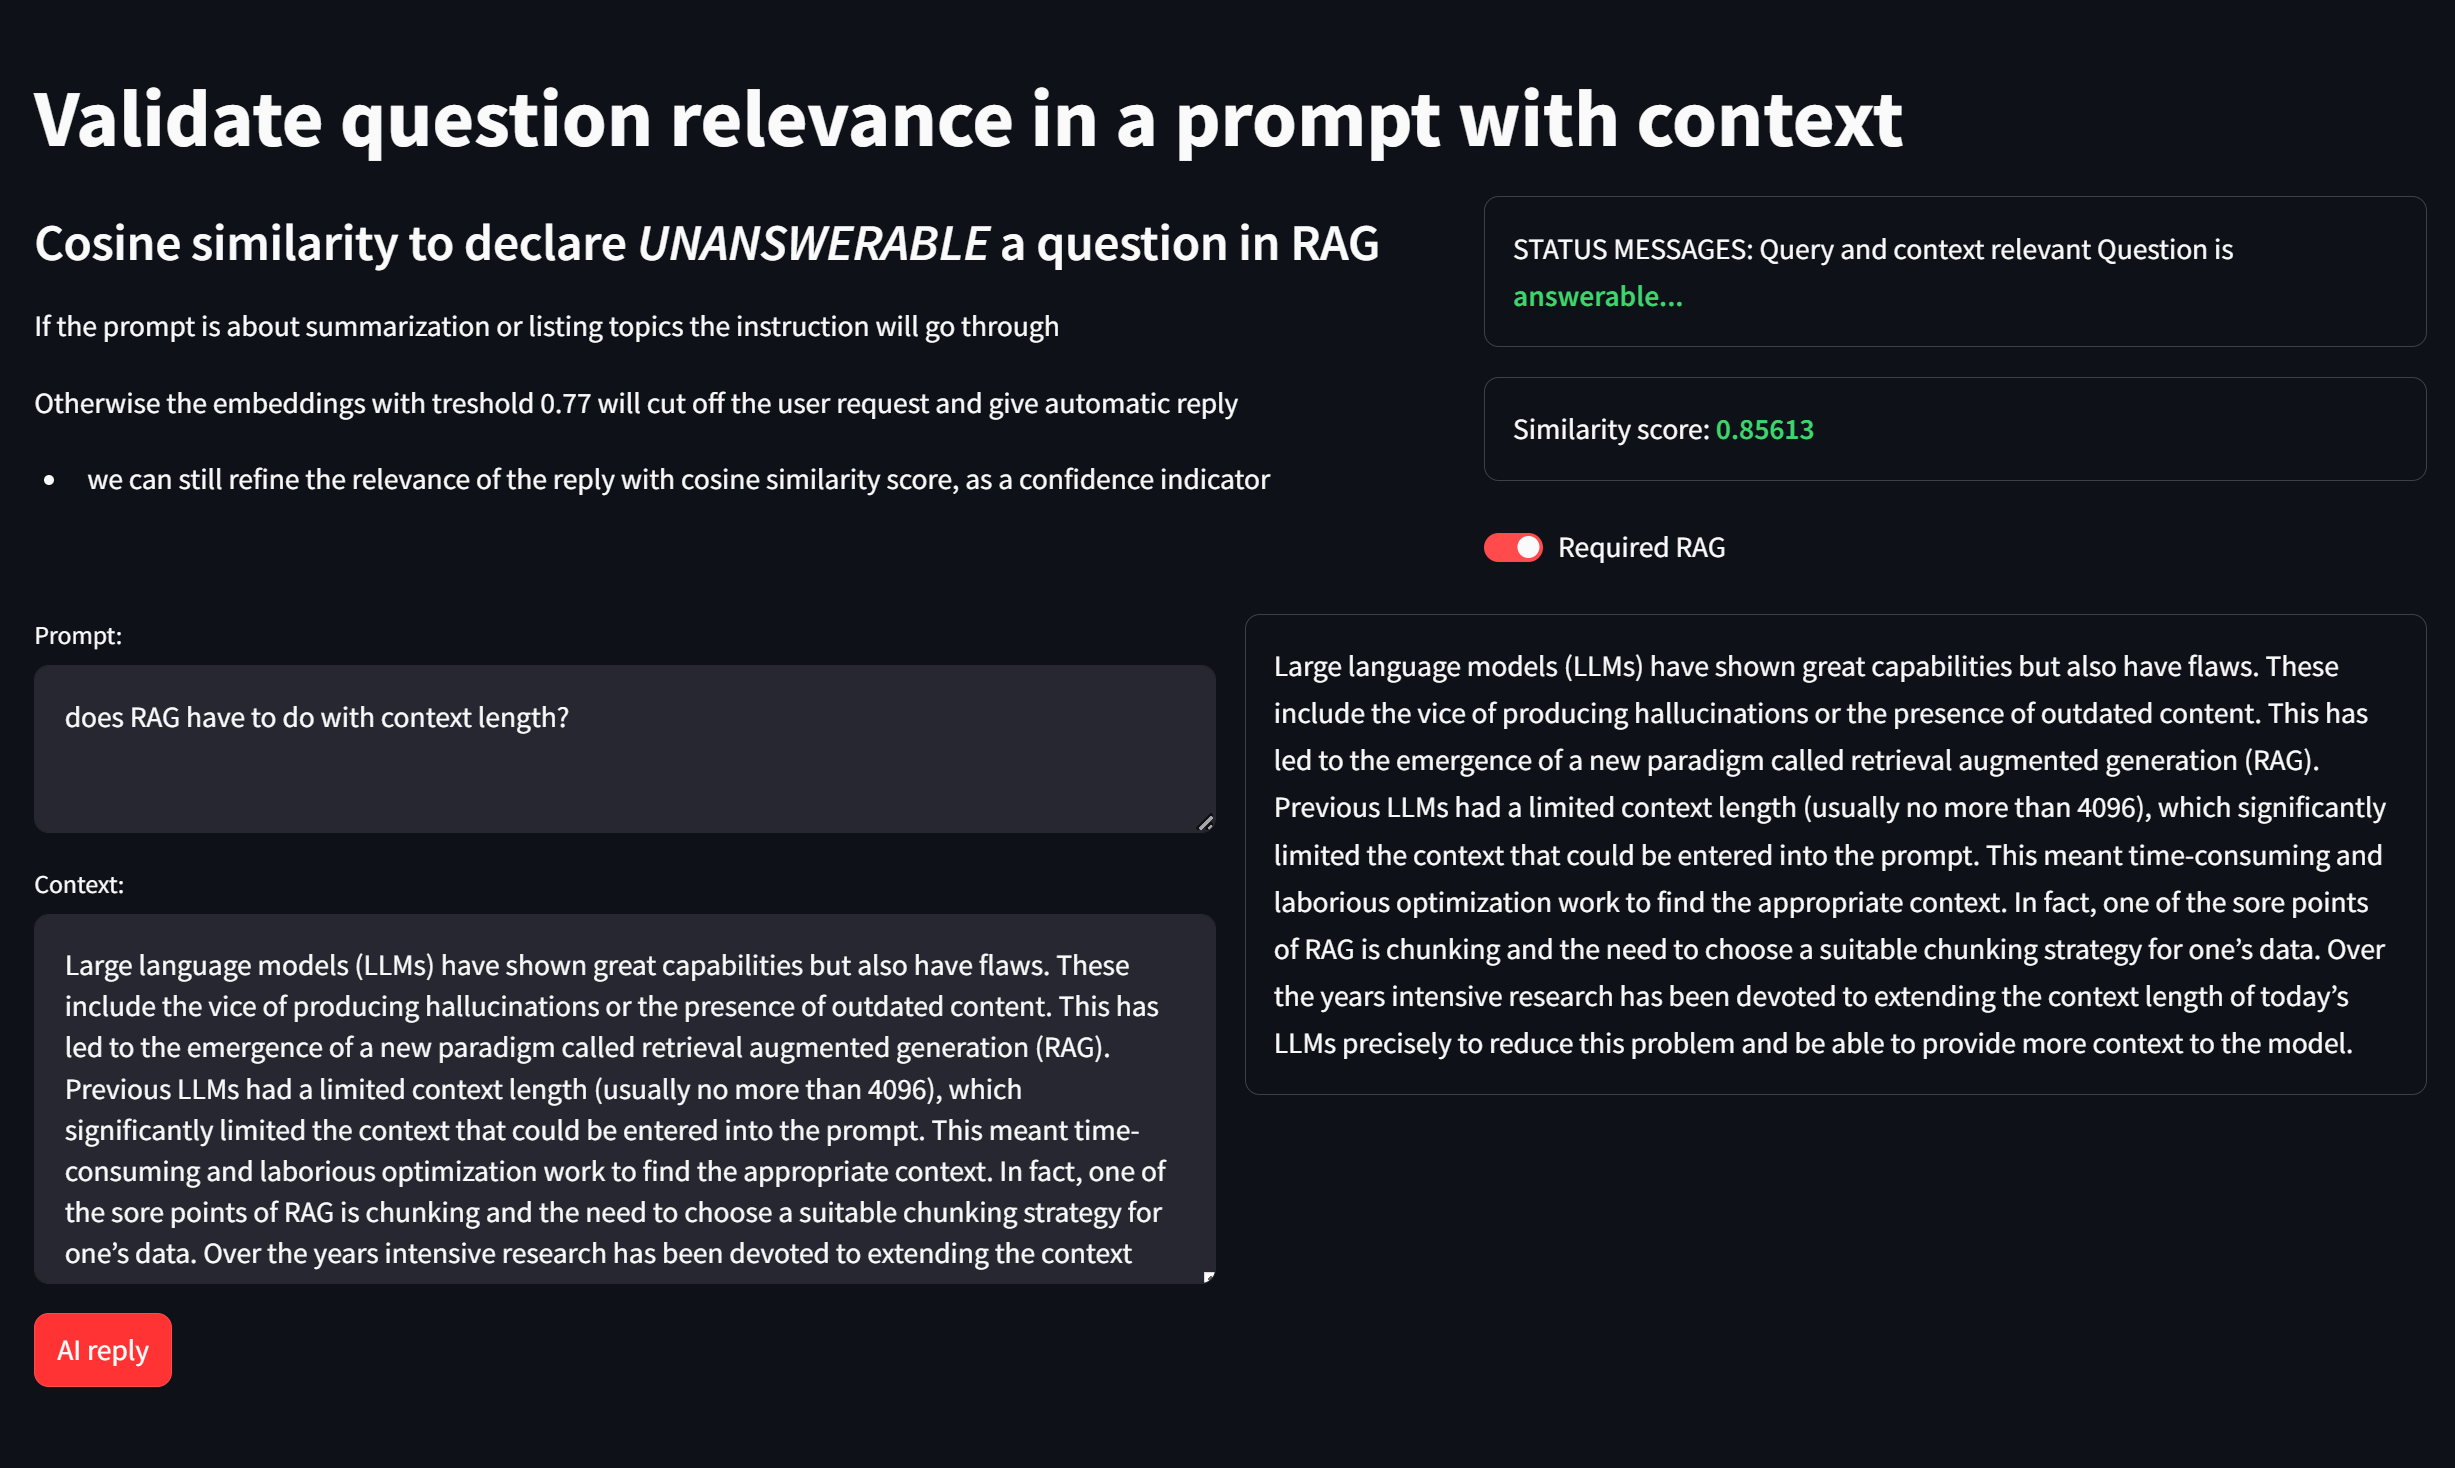 Validate question relevance in a prompt with context
Cosine similarity to declare UNANSWERABLE a question in RAG
If the prompt is about summarization or listing topics the instruction will go through
Otherwise the embeddings with treshold 0.77 will cut off the user request and give automatic reply
• we can still refine the relevance of the reply with cosine similarity score, as a confidence indicator
STATUS MESSAGES: Query and context relevant Question is
answerable...
Similarity score: 0.85613
Required RAG
Prompt:
does RAG have to do with context length?
Context:
Large language models (LLMs) have shown great capabilities but also have flaws. These
include the vice of producing hallucinations or the presence of outdated content. This has
led to the emergence of a new paradigm called retrieval augmented generation (RAG).
Previous LLMs had a limited context length (usually no more than 4096), which
significantly limited the context that could be entered into the prompt. This meant time-
consuming and laborious optimization work to find the appropriate context. In fact, one of
the sore points of RAG is chunking and the need to choose a suitable chunking strategy for
one’s data. Over the years intensive research has been devoted to extending the context
AI reply
Large language models (LLMs) have shown great capabilities but also have flaws. These
include the vice of producing hallucinations or the presence of outdated content. This has
led to the emergence of a new paradigm called retrieval augmented generation (RAG).
Previous LLMs had a limited context length (usually no more than 4096), which significantly
limited the context that could be entered into the prompt. This meant time-consuming and
laborious optimization work to find the appropriate context. In fact, one of the sore points
of RAG is chunking and the need to choose a suitable chunking strategy for one’s data. Over
the years intensive research has been devoted to extending the context length of today’s
LLMs precisely to reduce this problem and be able to provide more context to the model.